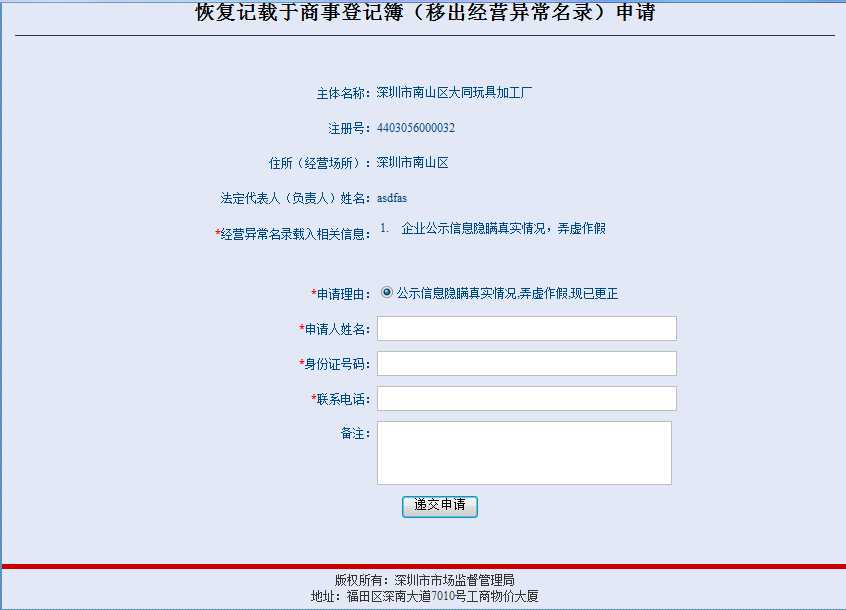 恢复记载于商事登记簿（移出经营异常名录）申请
主体名称：深圳市南山区大同玩具加工厂
注册号：4403056000032
住所（经营场所）：深圳市南山区
法定代表人（负责人）姓名：asdfas
*经营异常名录载入相关信息：1. 企业公示信息隐瞒真实情况，弄虚作假
*申请理由：公示信息隐瞒真实情况,弄虚作假,现已更正
*申请人姓名：
*身份证号码：
*联系电话：
备注：
递交申请
版权所有：深圳市市场监督管理局
地址：福田区深南大道7010号工商物价大厦